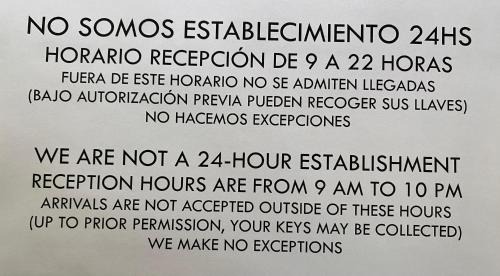 NO SOMOS ESTABLECIMIENTO 24HS
HORARIO RECEPCIÓN DE 9 A 22 HORAS
FUERA DE ESTE HORARIO NO SE ADMITEN LLEGADAS
(BAJO AUTORIZACIÓN PREVIA PUEDEN RECOGER SUS LLAVES)
NO HACEMOS EXCEPCIONES
WE ARE NOT A 24-HOUR ESTABLISHMENT
RECEPTION HOURS ARE FROM 9 AM TO 10 PM
ARRIVALS ARE NOT ACCEPTED OUTSIDE OF THESE HOURS
(UP TO PRIOR PERMISSION, YOUR KEYS MAY BE COLLECTED)
WE MAKE NO EXCEPTIONS